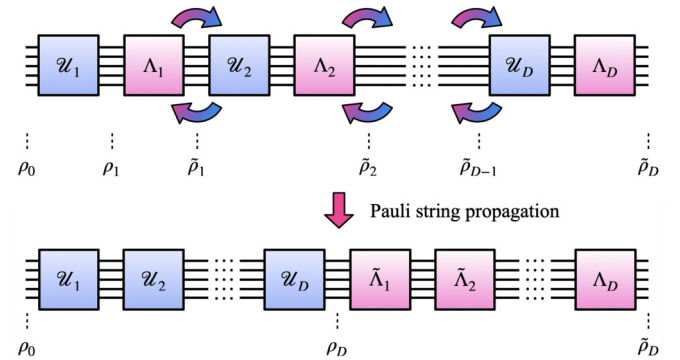 𝒰₁ Λ₁ 𝒰₂ Λ₂ 𝒰_D Λ_D
ρ₀ ρ₁ ρ̃₁ ρ̃₂ ρ̃_{D−1} ρ̃_D
Pauli string propagation
𝒰₁ 𝒰₂ 𝒰_D Λ̃₁ Λ̃₂ Λ_D
ρ₀ ρ_D ρ̃_D